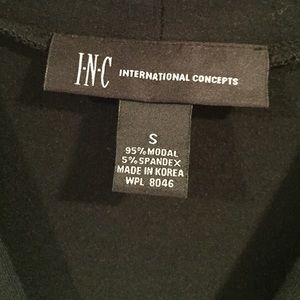 I·N·C INTERNATIONAL CONCEPTS
S
95% MODAL
5% SPANDEX
MADE IN KOREA
WPL 8046